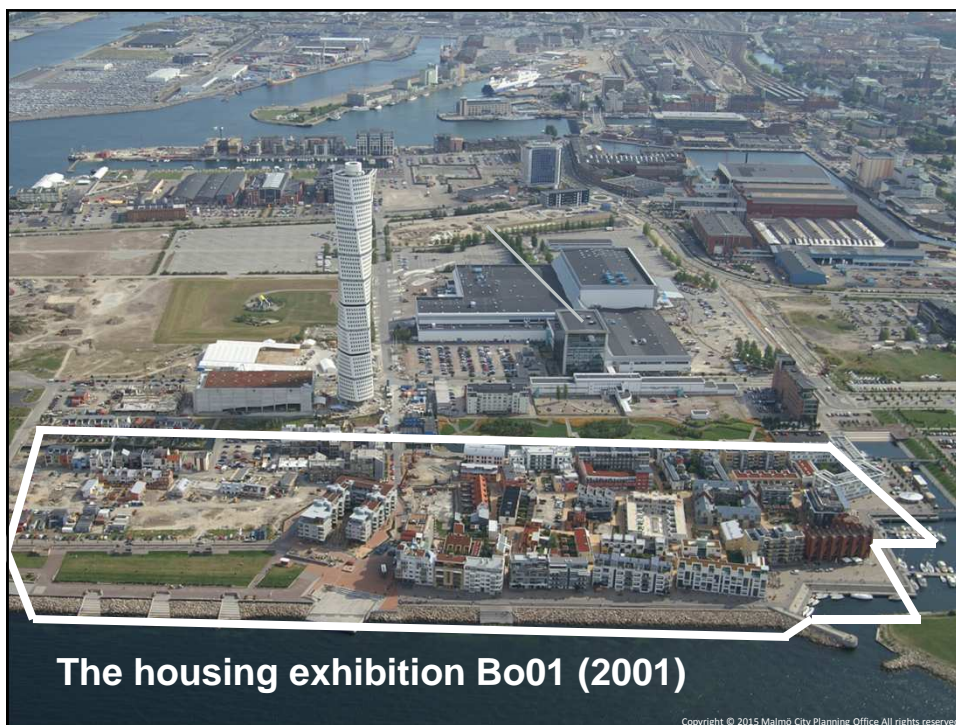 The housing exhibition Bo01 (2001)
Copyright © 2015 Malmö City Planning Office All rights reserved